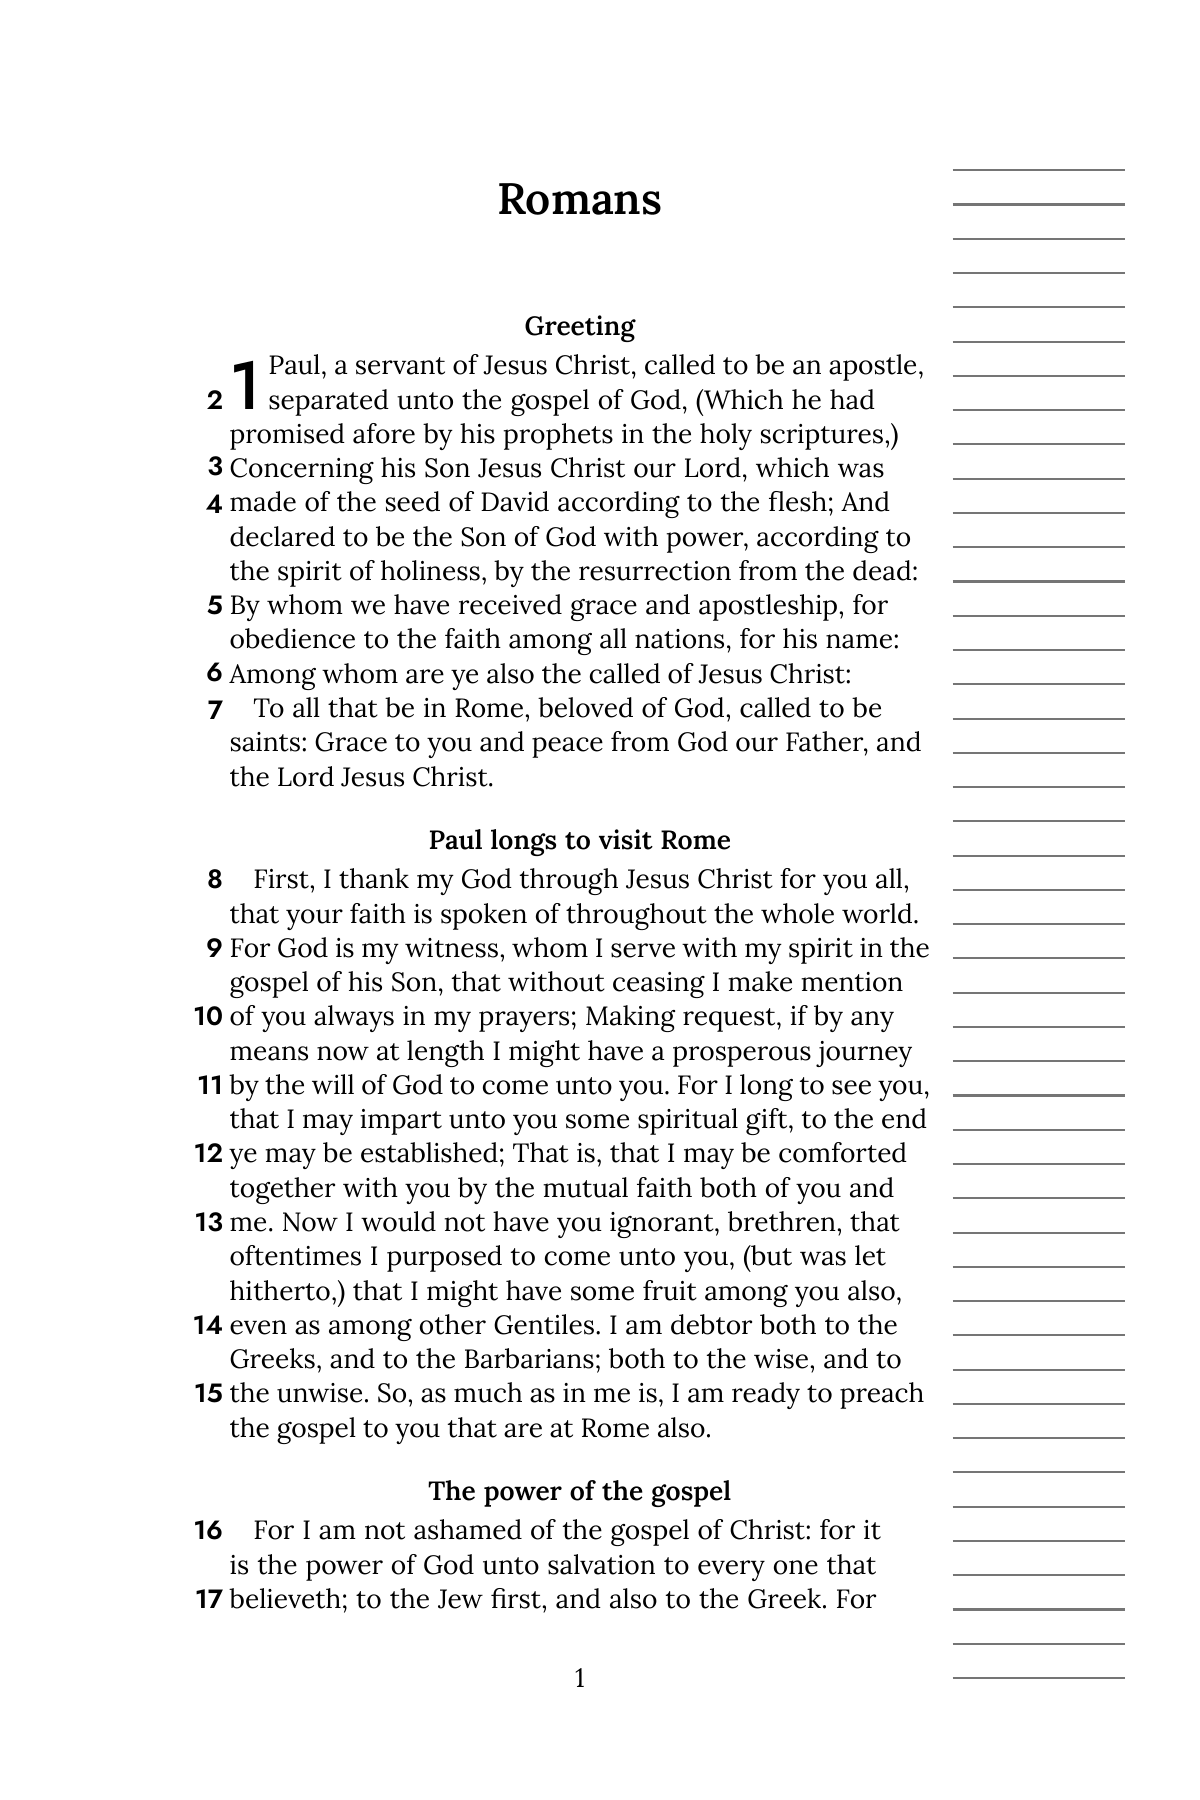 Romans
Greeting
1 Paul, a servant of Jesus Christ, called to be an apostle,
2 separated unto the gospel of God, (Which he had
promised afore by his prophets in the holy scriptures,)
3 Concerning his Son Jesus Christ our Lord, which was
4 made of the seed of David according to the flesh; And
declared to be the Son of God with power, according to
the spirit of holiness, by the resurrection from the dead:
5 By whom we have received grace and apostleship, for
obedience to the faith among all nations, for his name:
6 Among whom are ye also the called of Jesus Christ:
7 To all that be in Rome, beloved of God, called to be
saints: Grace to you and peace from God our Father, and
the Lord Jesus Christ.
Paul longs to visit Rome
8 First, I thank my God through Jesus Christ for you all,
that your faith is spoken of throughout the whole world.
9 For God is my witness, whom I serve with my spirit in the
gospel of his Son, that without ceasing I make mention
10 of you always in my prayers; Making request, if by any
means now at length I might have a prosperous journey
11 by the will of God to come unto you. For I long to see you,
that I may impart unto you some spiritual gift, to the end
12 ye may be established; That is, that I may be comforted
together with you by the mutual faith both of you and
13 me. Now I would not have you ignorant, brethren, that
oftentimes I purposed to come unto you, (but was let
hitherto,) that I might have some fruit among you also,
14 even as among other Gentiles. I am debtor both to the
Greeks, and to the Barbarians; both to the wise, and to
15 the unwise. So, as much as in me is, I am ready to preach
the gospel to you that are at Rome also.
The power of the gospel
16 For I am not ashamed of the gospel of Christ: for it
is the power of God unto salvation to every one that
17 believeth; to the Jew first, and also to the Greek. For
1